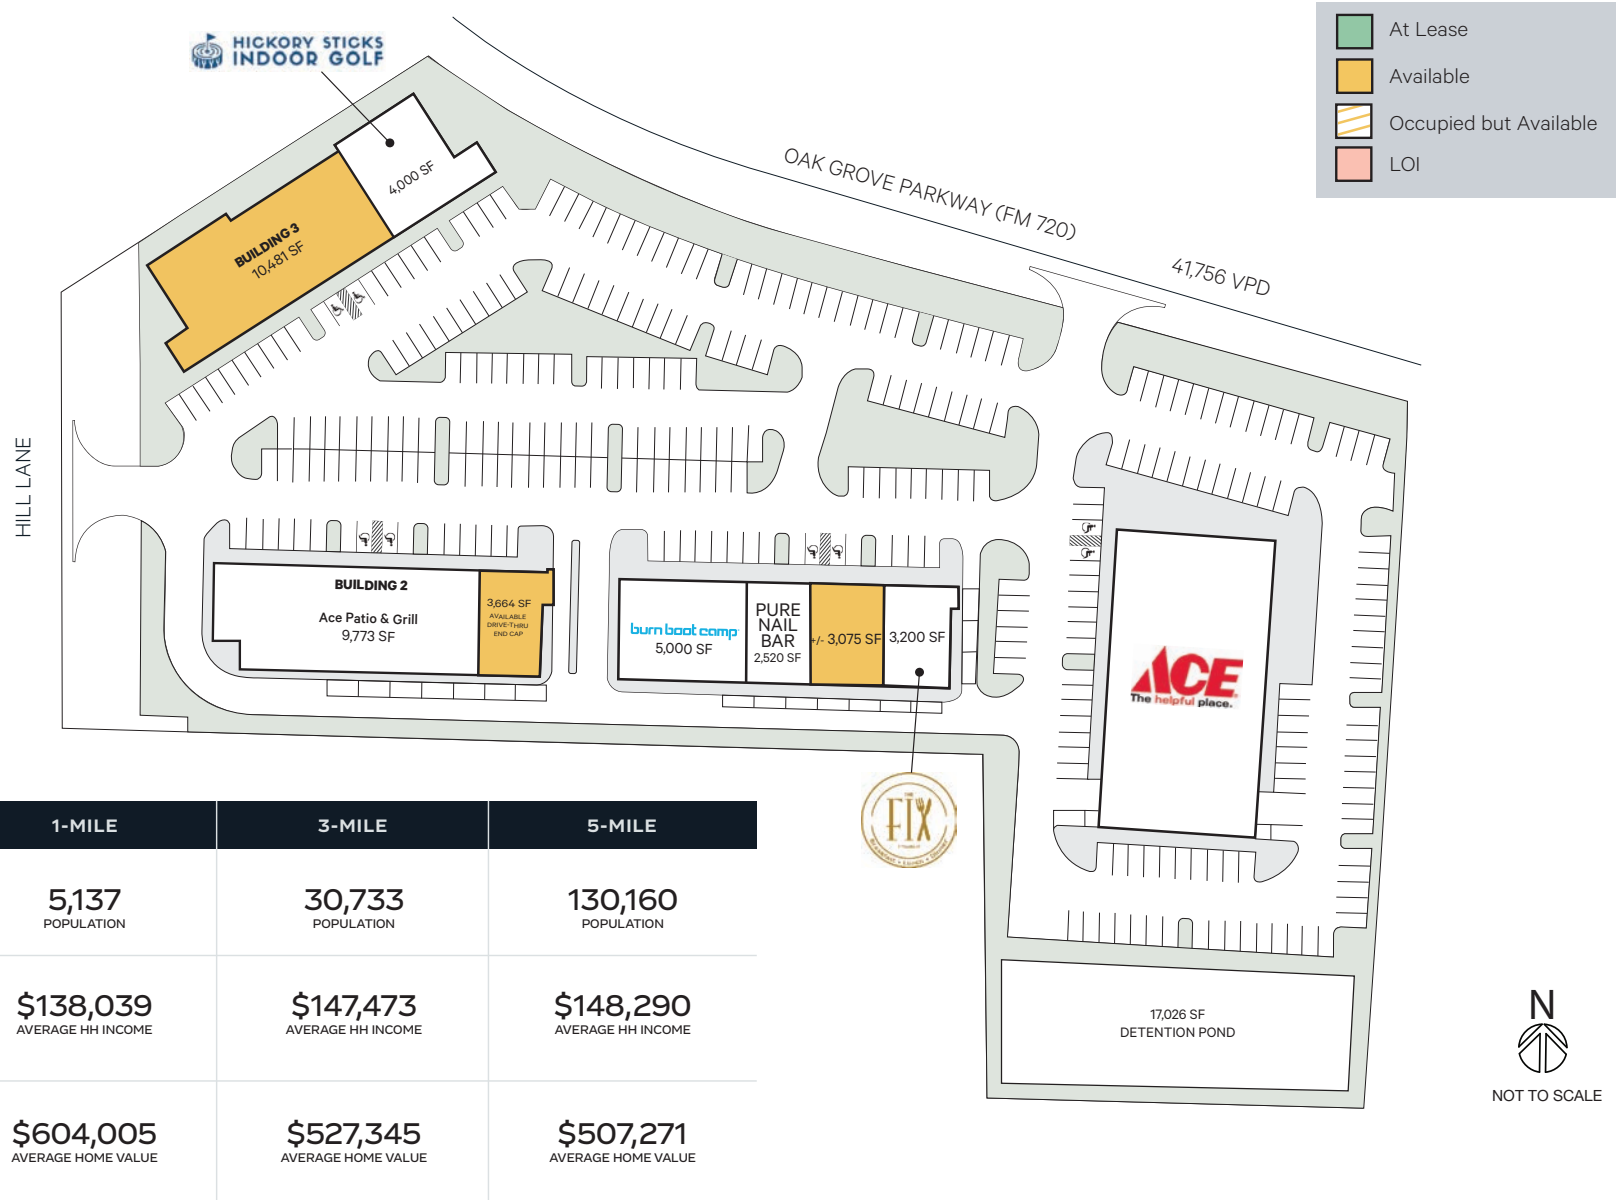 HICKORY STICKS
INDOOR GOLF
At Lease
Available
Occupied but Available
LOI
OAK GROVE PARKWAY (FM 720)
41,756 VPD
4,000 SF
BUILDING 3
10,481 SF
HILL LANE
BUILDING 2
Ace Patio & Grill
9,773 SF
3,664 SF
AVAILABLE
DRIVE-THRU
END CAP
burn boot camp
5,000 SF
PURE
NAIL
BAR
2,520 SF
+/- 3,075 SF
3,200 SF
ACE
The helpful place.
THE
FIX
1-MILE
3-MILE
5-MILE
5,137
POPULATION
30,733
POPULATION
130,160
POPULATION
$138,039
AVERAGE HH INCOME
$147,473
AVERAGE HH INCOME
$148,290
AVERAGE HH INCOME
$604,005
AVERAGE HOME VALUE
$527,345
AVERAGE HOME VALUE
$507,271
AVERAGE HOME VALUE
17,026 SF
DETENTION POND
N
NOT TO SCALE